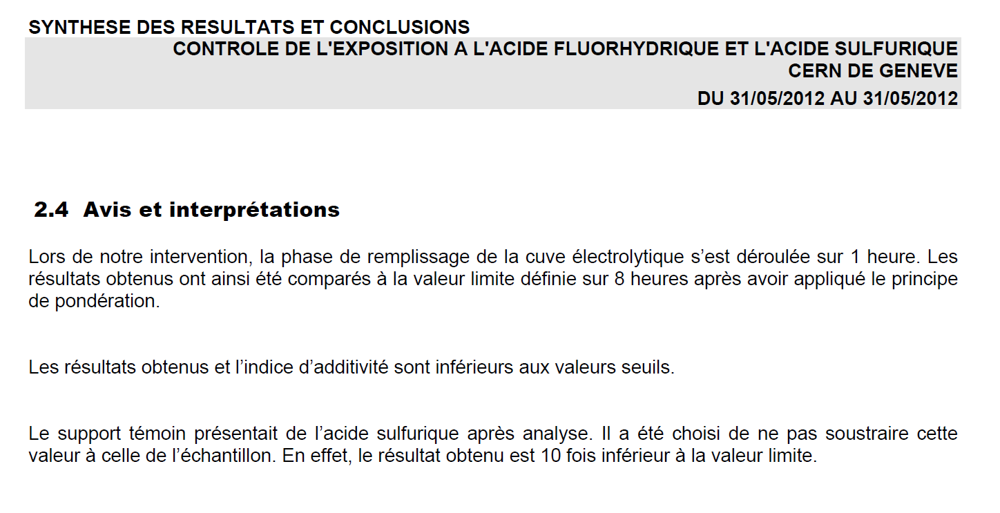 SYNTHESE DES RESULTATS ET CONCLUSIONS
CONTROLE DE L'EXPOSITION A L'ACIDE FLUORHYDRIQUE ET L'ACIDE SULFURIQUE
CERN DE GENEVE
DU 31/05/2012 AU 31/05/2012
2.4 Avis et interprétations
Lors de notre intervention, la phase de remplissage de la cuve électrolytique s’est déroulée sur 1 heure. Les
résultats obtenus ont ainsi été comparés à la valeur limite définie sur 8 heures après avoir appliqué le principe
de pondération.
Les résultats obtenus et l’indice d’additivité sont inférieurs aux valeurs seuils.
Le support témoin présentait de l’acide sulfurique après analyse. Il a été choisi de ne pas soustraire cette
valeur à celle de l’échantillon. En effet, le résultat obtenu est 10 fois inférieur à la valeur limite.